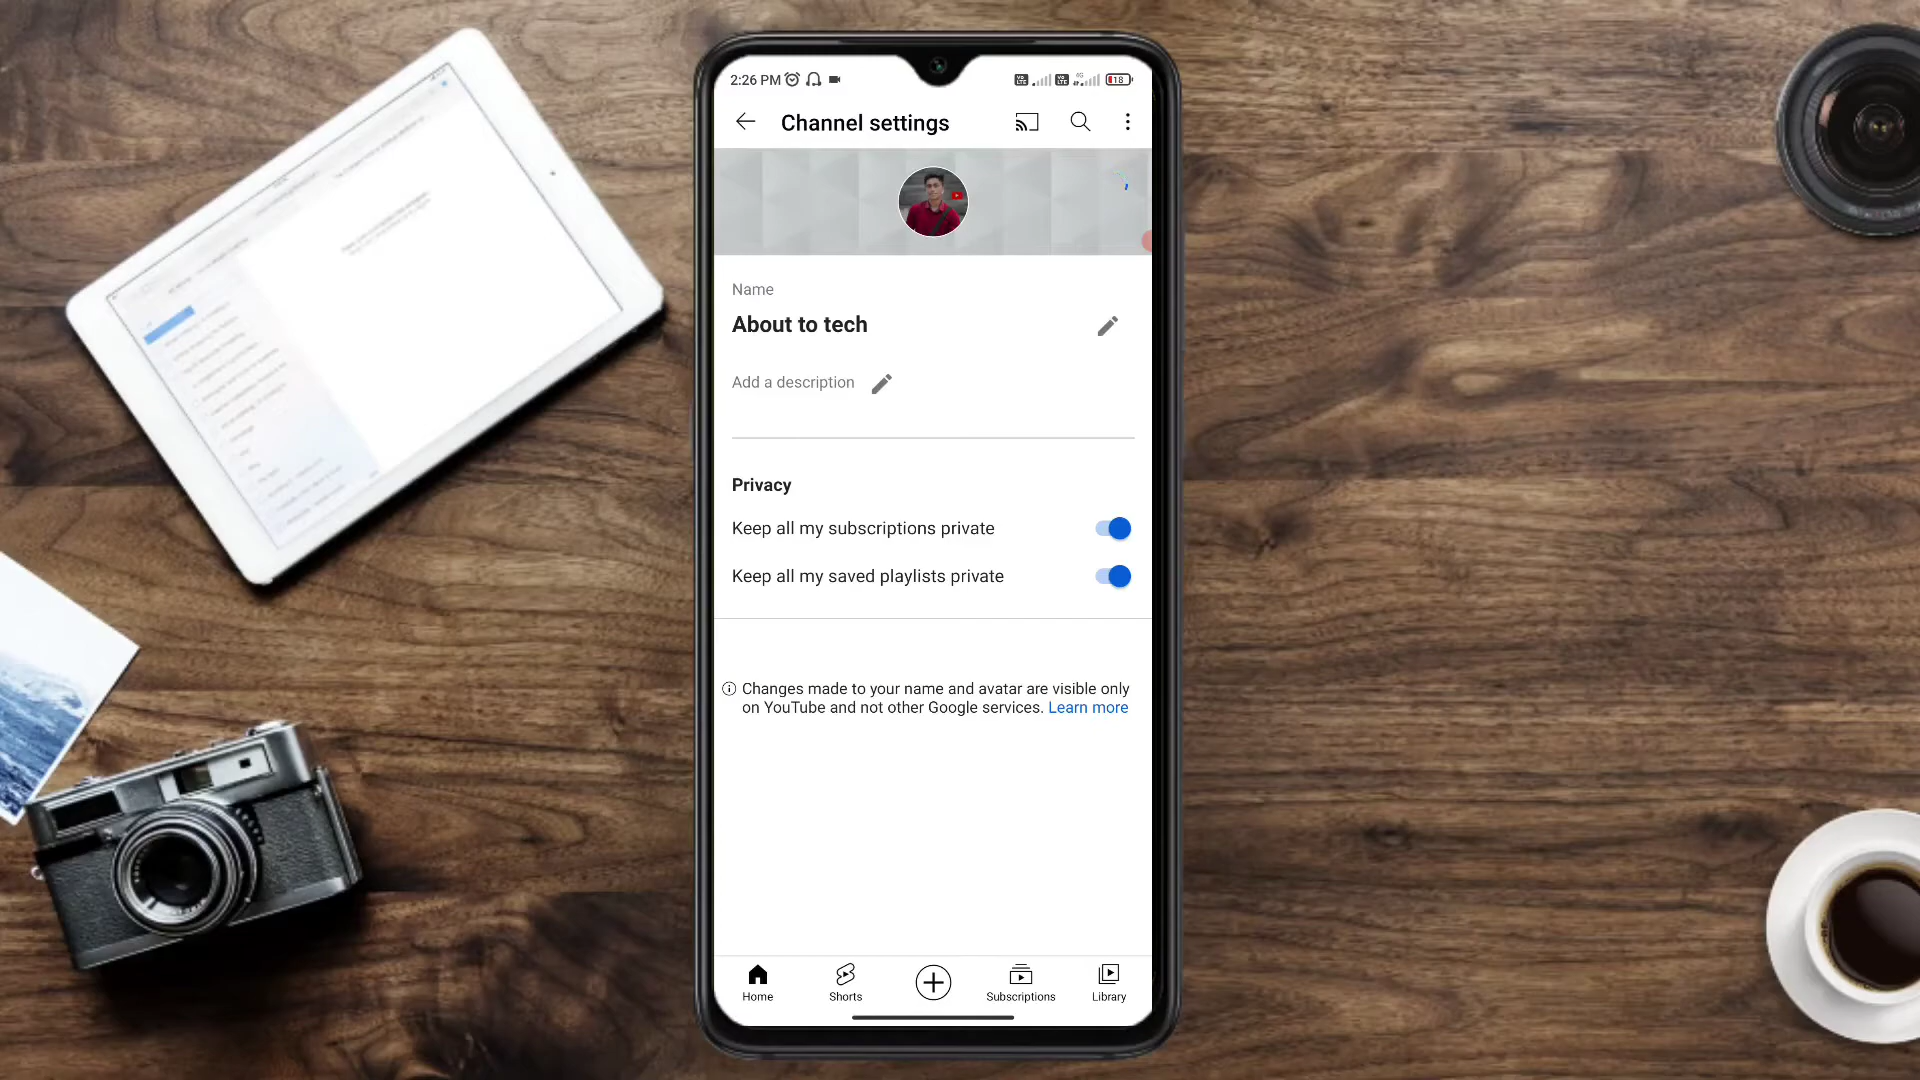 2:26 PM
18
Channel settings
Name
About to tech
Add a description
Privacy
Keep all my subscriptions private
Keep all my saved playlists private
Changes made to your name and avatar are visible only
on YouTube and not other Google services. Learn more
Home
Shorts
Subscriptions
Library